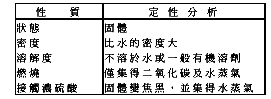 性 質 定 性 分 析
狀態 固體
密度 比水的密度大
溶解度 不溶於水或一般有機溶劑
燃燒 僅集得二氧化碳及水蒸氣
接觸濃硫酸 固體變焦黑，並集得水蒸氣